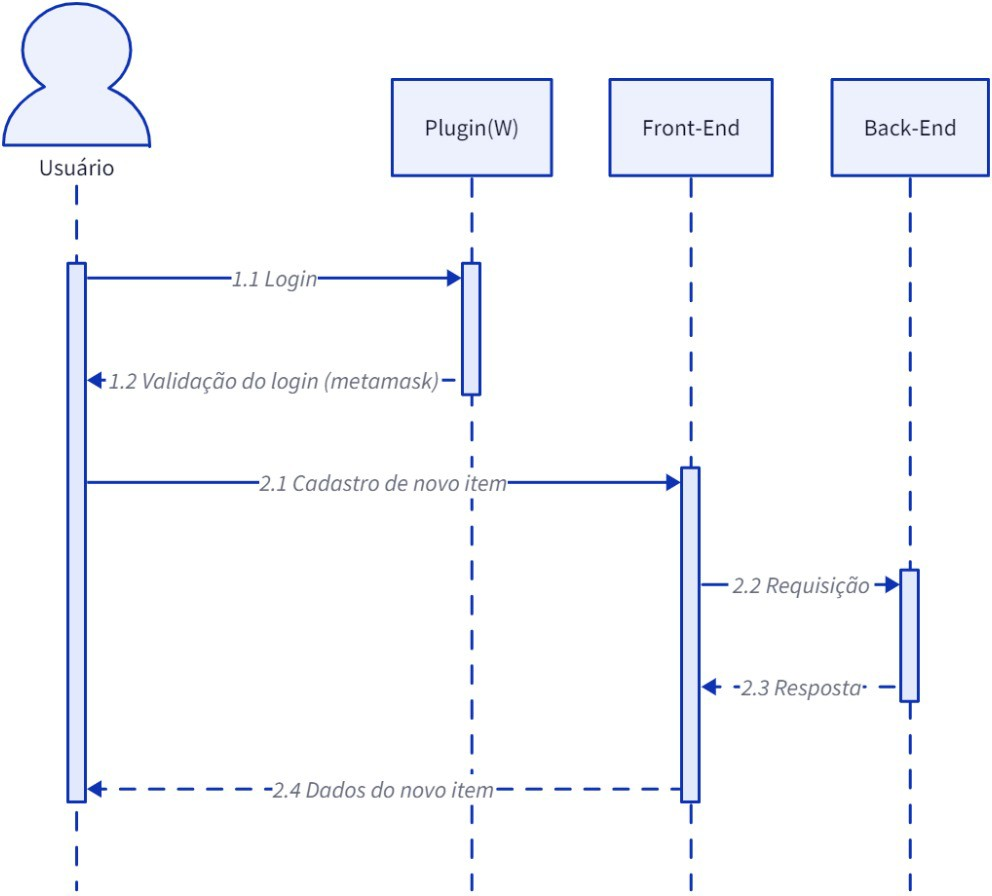 Usuário
Plugin(W)
Front-End
Back-End
1.1 Login
1.2 Validação do login (metamask)
2.1 Cadastro de novo item
2.2 Requisição
2.3 Resposta
2.4 Dados do novo item